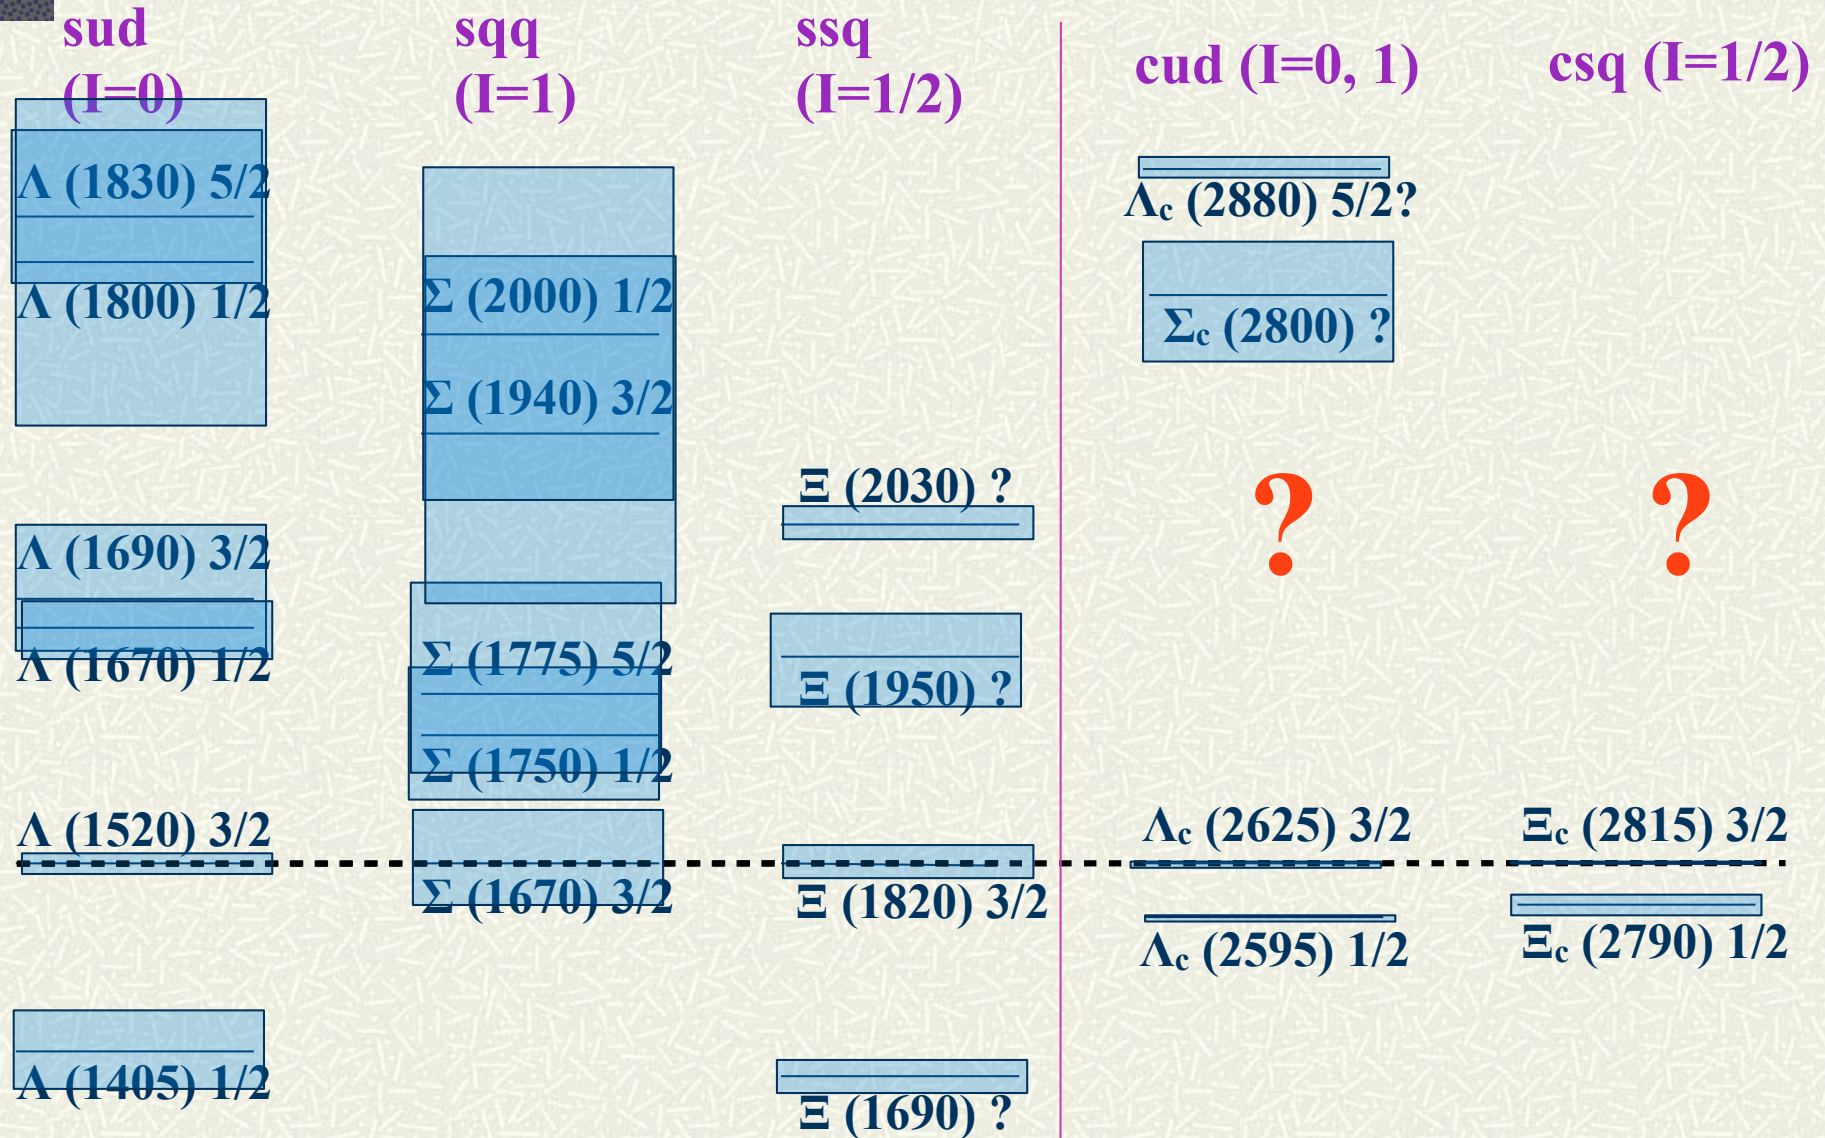 sud
(I=0)
Λ (1830) 5/2
Λ (1800) 1/2
Λ (1690) 3/2
Λ (1670) 1/2
Λ (1520) 3/2
Λ (1405) 1/2
sqq
(I=1)
Σ (2000) 1/2
Σ (1940) 3/2
Σ (1775) 5/2
Σ (1750) 1/2
Σ (1670) 3/2
ssq
(I=1/2)
Ξ (2030) ?
Ξ (1950) ?
Ξ (1820) 3/2
Ξ (1690) ?
cud (I=0, 1)
Λc (2880) 5/2?
Σc (2800) ?
?
Λc (2625) 3/2
Λc (2595) 1/2
csq (I=1/2)
?
Ξc (2815) 3/2
Ξc (2790) 1/2